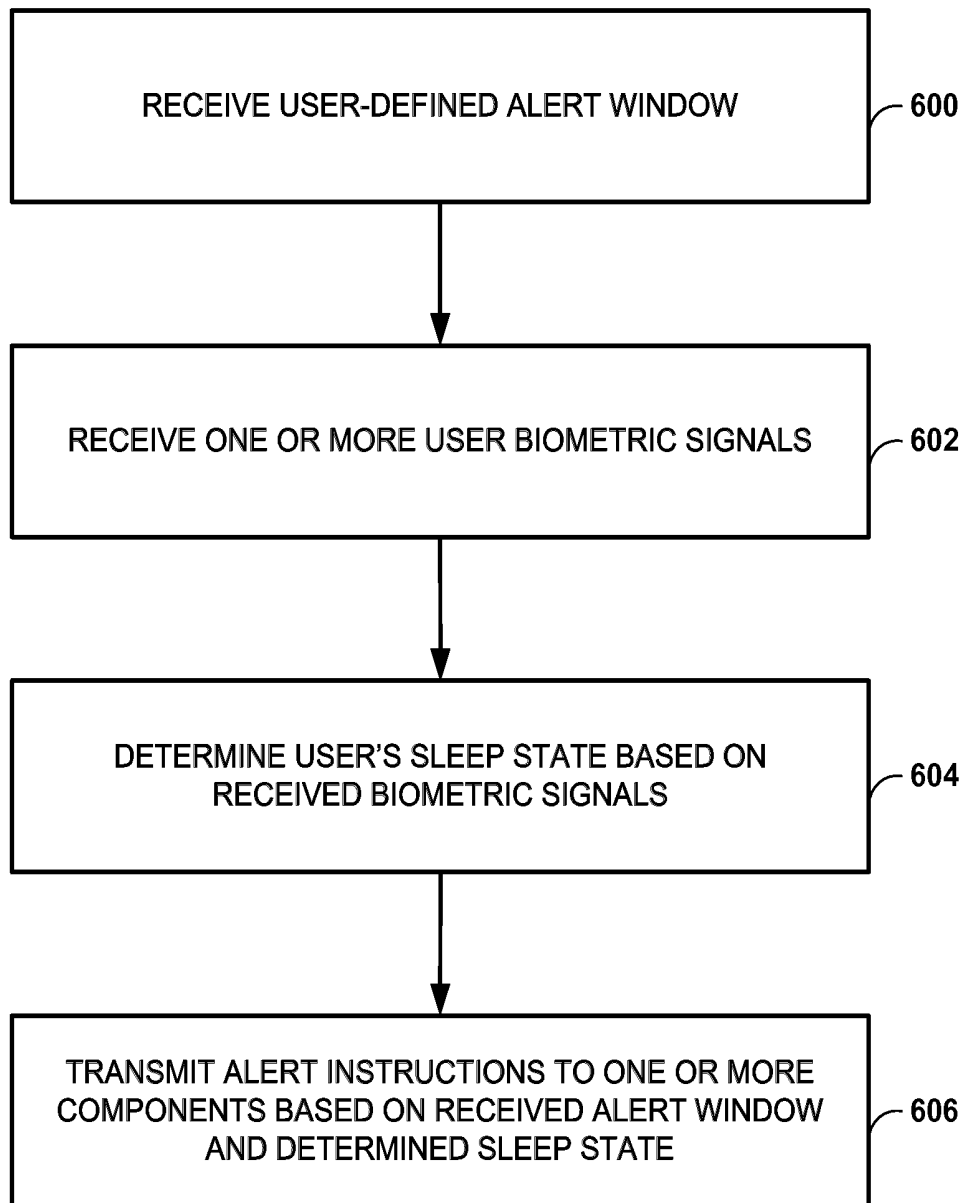 RECEIVE USER-DEFINED ALERT WINDOW
600
RECEIVE ONE OR MORE USER BIOMETRIC SIGNALS
602
DETERMINE USER'S SLEEP STATE BASED ON
RECEIVED BIOMETRIC SIGNALS
604
TRANSMIT ALERT INSTRUCTIONS TO ONE OR MORE
COMPONENTS BASED ON RECEIVED ALERT WINDOW
AND DETERMINED SLEEP STATE
606